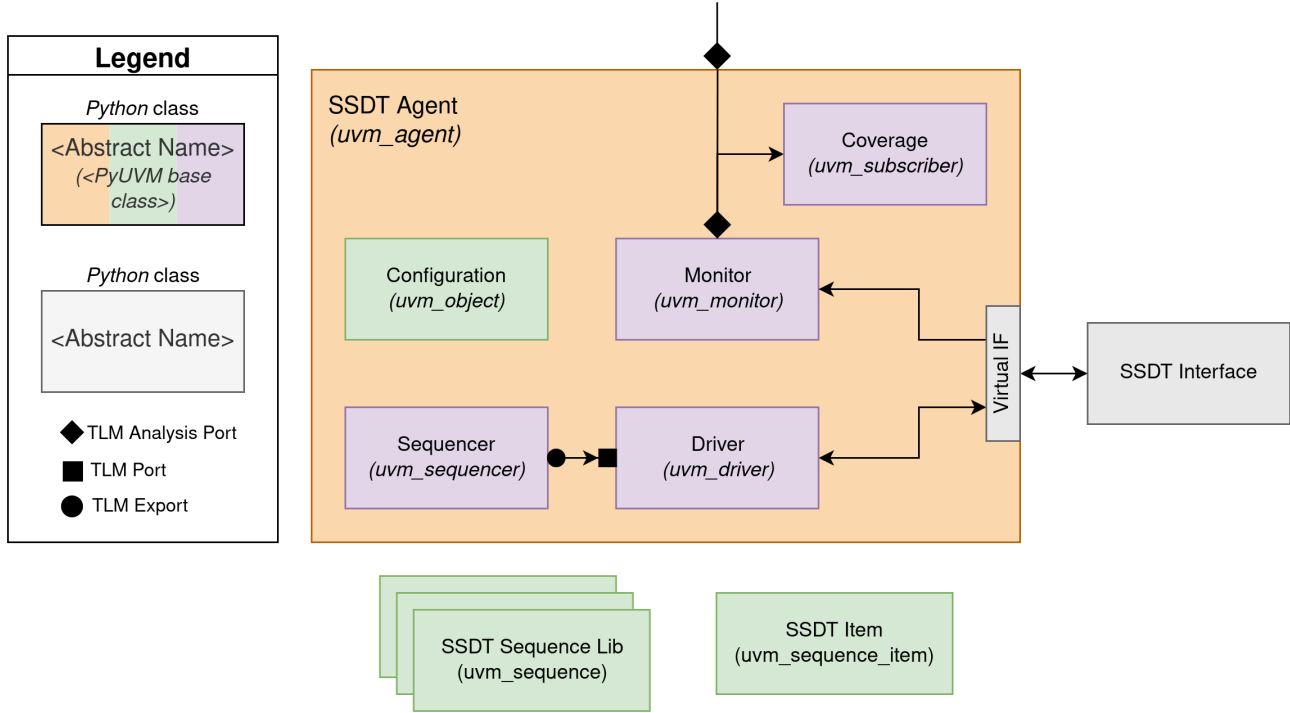 Legend
Python class
<Abstract Name>
(<PyUVM base
class>)
Python class
<Abstract Name>
TLM Analysis Port
TLM Port
TLM Export
SSDT Agent
(uvm_agent)
Coverage
(uvm_subscriber)
Configuration
(uvm_object)
Monitor
(uvm_monitor)
Sequencer
(uvm_sequencer)
Driver
(uvm_driver)
Virtual IF
SSDT Interface
SSDT Sequence Lib
(uvm_sequence)
SSDT Item
(uvm_sequence_item)